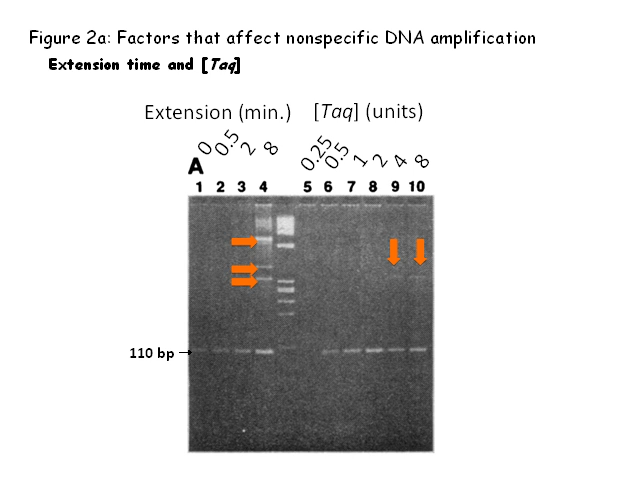 Figure 2a: Factors that affect nonspecific DNA amplification
Extension time and [Taq]
Extension (min.) [Taq] (units)
0 0.5 2 8 0.25 0.5 1 2 4 8
A
1 2 3 4 5 6 7 8 9 10
110 bp →